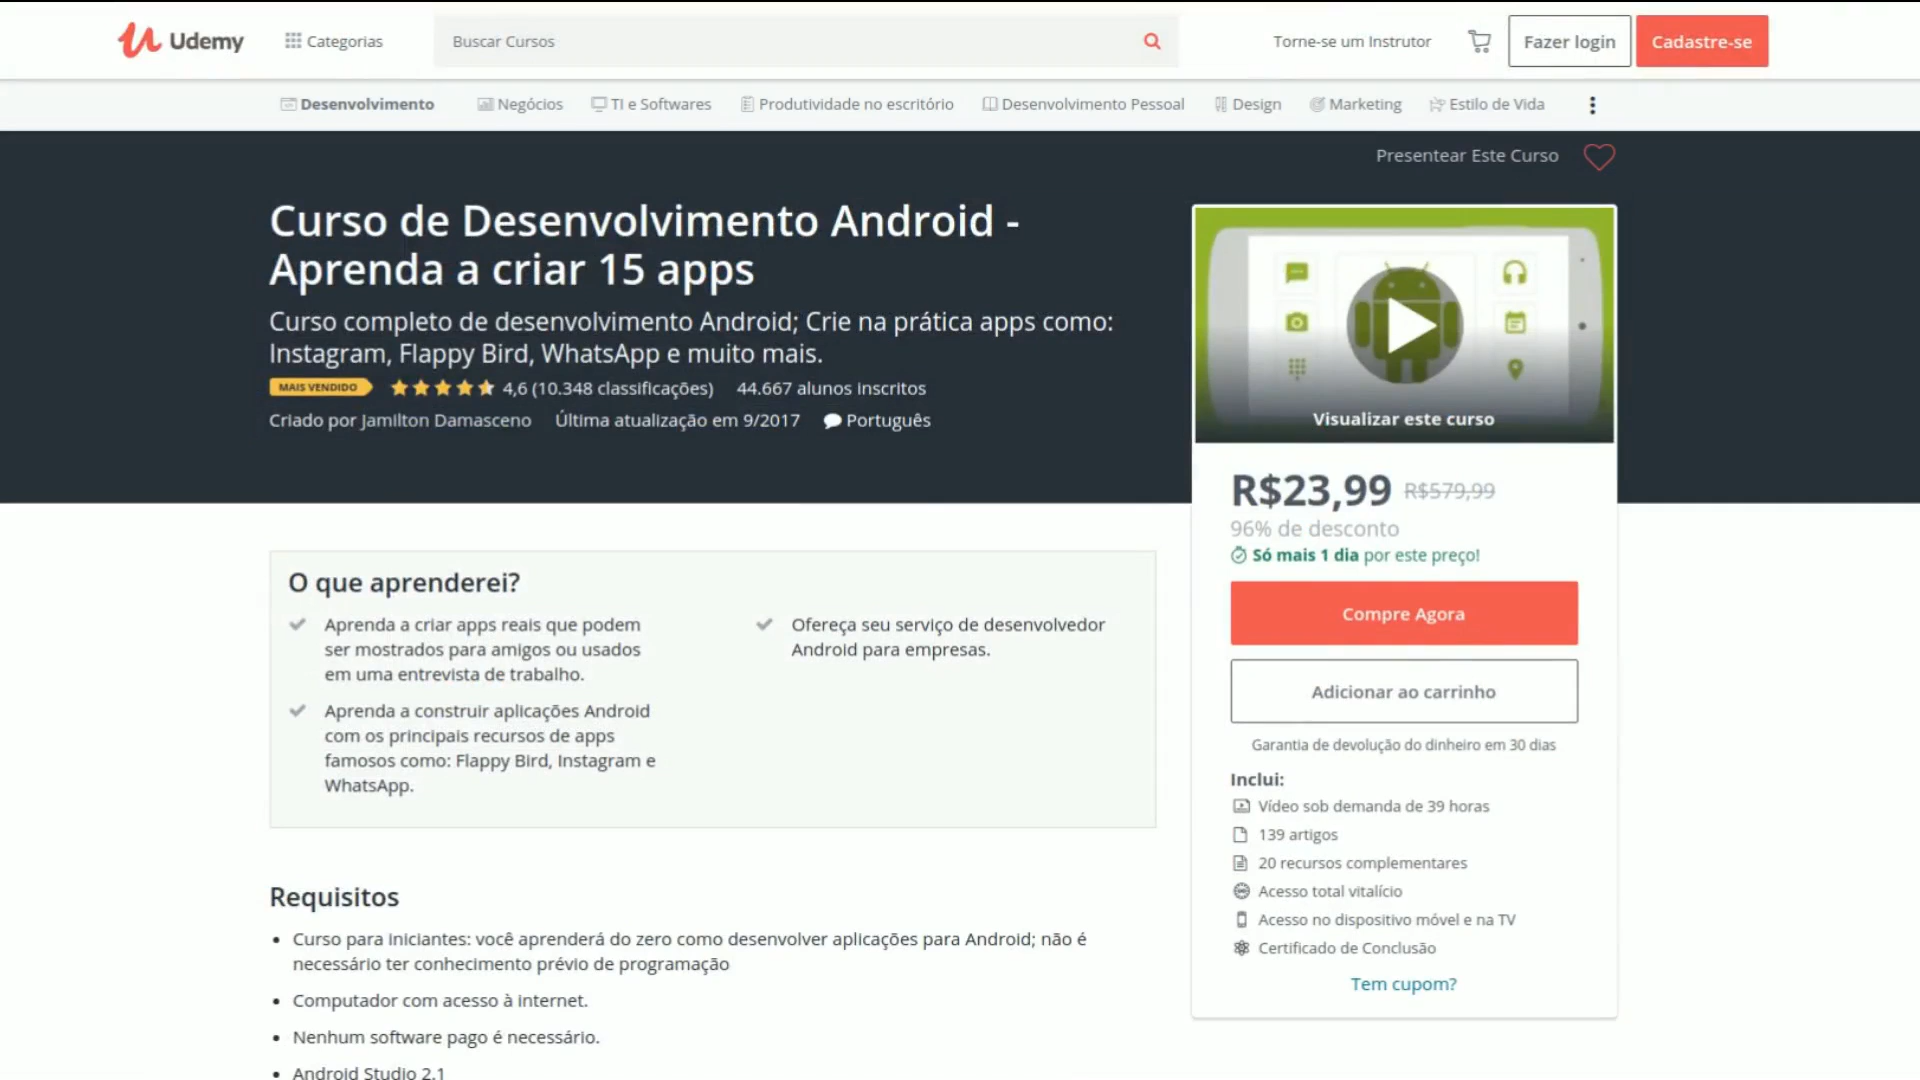 Udemy
Categorias
Buscar Cursos
Torne-se um Instrutor
Fazer login
Cadastre-se
Desenvolvimento
Negócios
TI e Softwares
Produtividade no escritório
Desenvolvimento Pessoal
Design
Marketing
Estilo de Vida
Presentear Este Curso
Curso de Desenvolvimento Android -
Aprenda a criar 15 apps
Curso completo de desenvolvimento Android; Crie na prática apps como:
Instagram, Flappy Bird, WhatsApp e muito mais.
MAIS VENDIDO 4,6 (10.348 classificações) 44.667 alunos inscritos
Criado por Jamilton Damasceno Última atualização em 9/2017 Português
Visualizar este curso
R$23,99 R$579,99
96% de desconto
Só mais 1 dia por este preço!
Compre Agora
Adicionar ao carrinho
Garantia de devolução do dinheiro em 30 dias
Inclui:
Vídeo sob demanda de 39 horas
139 artigos
20 recursos complementares
Acesso total vitalício
Acesso no dispositivo móvel e na TV
Certificado de Conclusão
Tem cupom?
O que aprenderei?
Aprenda a criar apps reais que podem
ser mostrados para amigos ou usados
em uma entrevista de trabalho.
Aprenda a construir aplicações Android
com os principais recursos de apps
famosos como: Flappy Bird, Instagram e
WhatsApp.
Ofereça seu serviço de desenvolvedor
Android para empresas.
Requisitos
Curso para iniciantes: você aprenderá do zero como desenvolver aplicações para Android; não é
necessário ter conhecimento prévio de programação
Computador com acesso à internet.
Nenhum software pago é necessário.
Android Studio 2.1